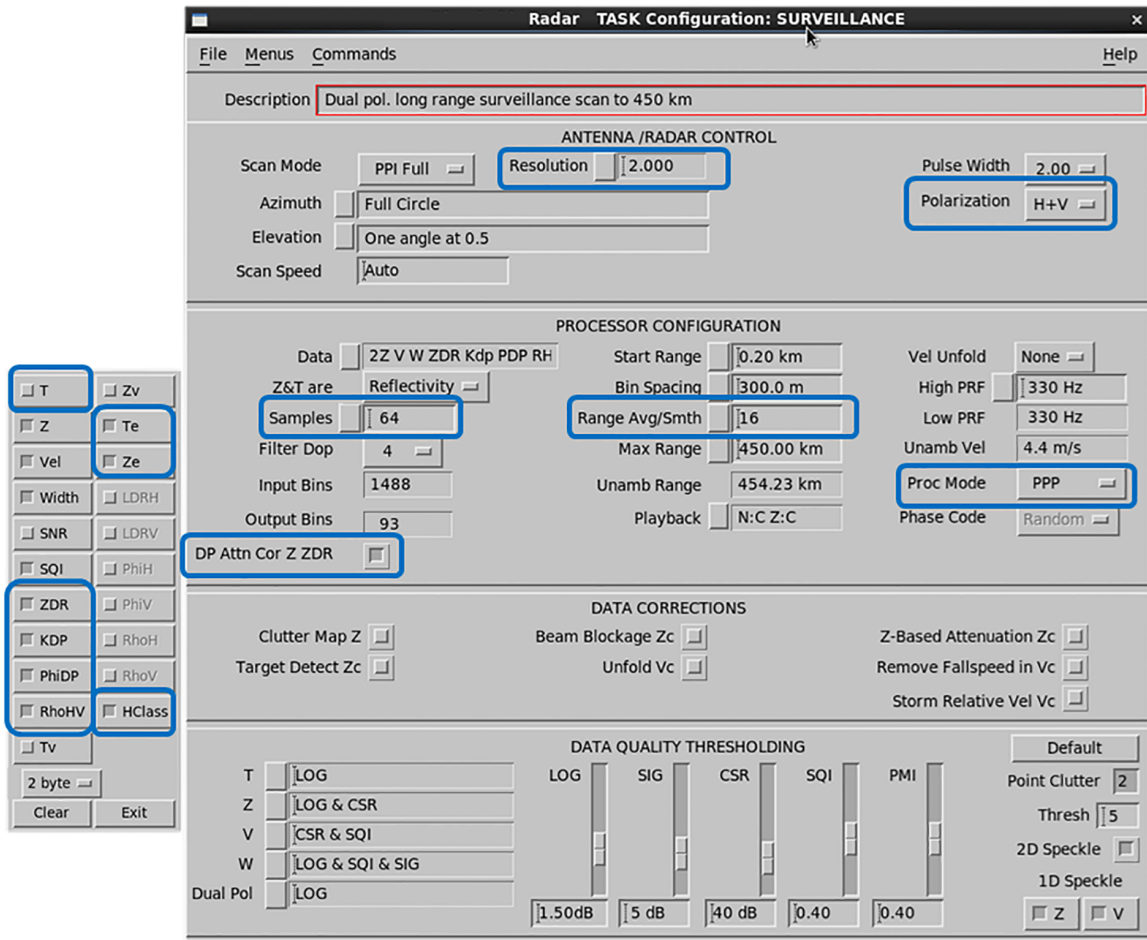 Radar TASK Configuration: SURVEILLANCE
File Menus Commands Help
Description Dual pol. long range surveillance scan to 450 km
ANTENNA /RADAR CONTROL
Scan Mode PPI Full Resolution 2.000 Pulse Width 2.00
Azimuth Full Circle Polarization H+V
Elevation One angle at 0.5
Scan Speed Auto
PROCESSOR CONFIGURATION
Data 2Z V W ZDR Kdp PDP RH Start Range 0.20 km Vel Unfold None
Z&T are Reflectivity Bin Spacing 300.0 m High PRF 330 Hz
Samples 64 Range Avg/Smth 16 Low PRF 330 Hz
Filter Dop 4 Max Range 450.00 km Unamb Vel 4.4 m/s
Input Bins 1488 Unamb Range 454.23 km Proc Mode PPP
Output Bins 93 Playback N:C Z:C Phase Code Random
DP Attn Cor Z ZDR
T Zv
Z Te
Vel Ze
Width LDRH
SNR LDRV
SQI PhiH
ZDR PhiV
KDP RhoH
PhiDP RhoV
RhoHV HClass
Tv
2 byte
Clear Exit
DATA CORRECTIONS
Clutter Map Z Beam Blockage Zc Z-Based Attenuation Zc
Target Detect Zc Unfold Vc Remove Fallspeed in Vc
Storm Relative Vel Vc
DATA QUALITY THRESHOLDING
T LOG
Z LOG & CSR
V CSR & SQI
W LOG & SQI & SIG
Dual Pol LOG
LOG SIG CSR SQI PMI
1.50dB 5 dB 40 dB 0.40 0.40
Default
Point Clutter 2
Thresh 5
2D Speckle
1D Speckle
Z V